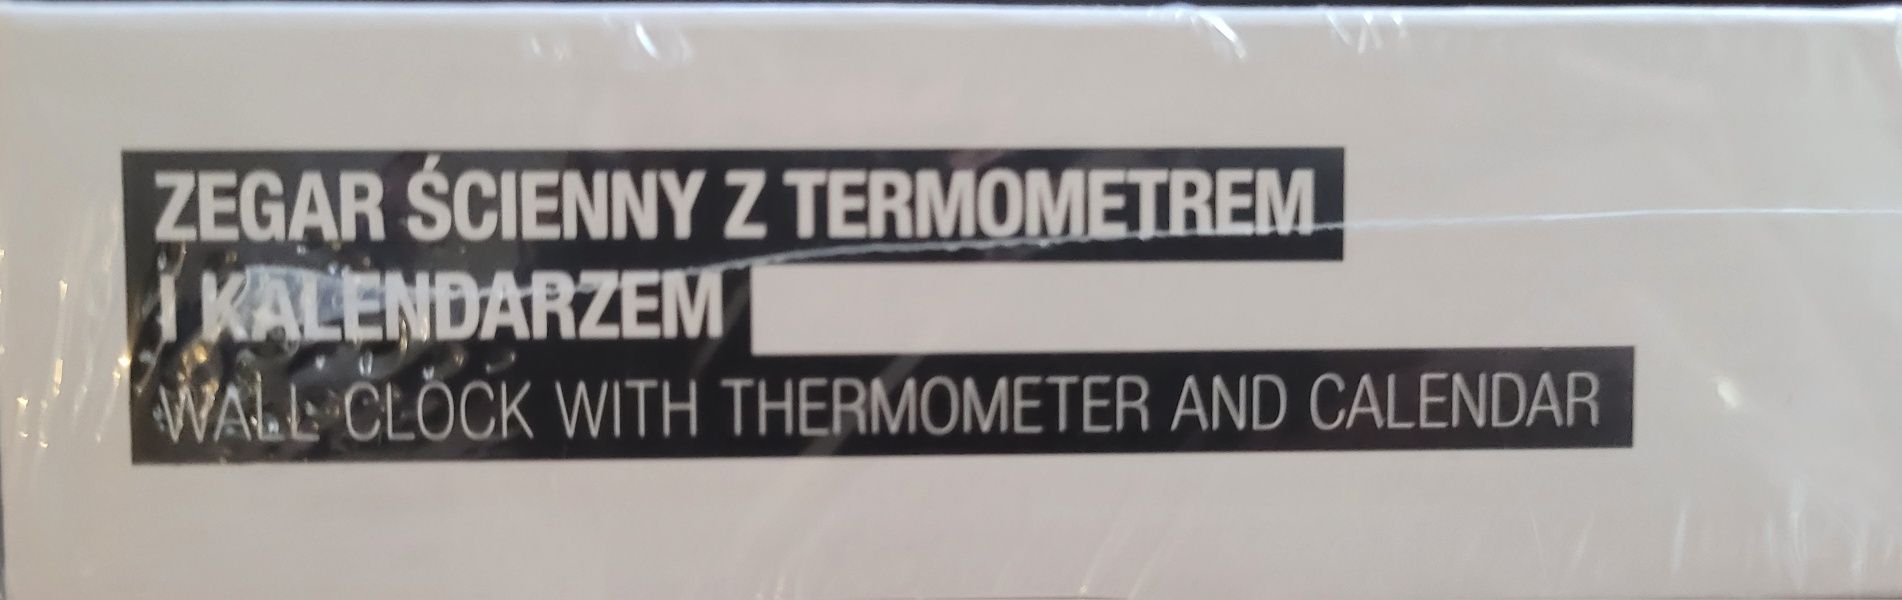 ZEGAR ŚCIENNY Z TERMOMETREM
I KALENDARZEM
WALL CLOCK WITH THERMOMETER AND CALENDAR